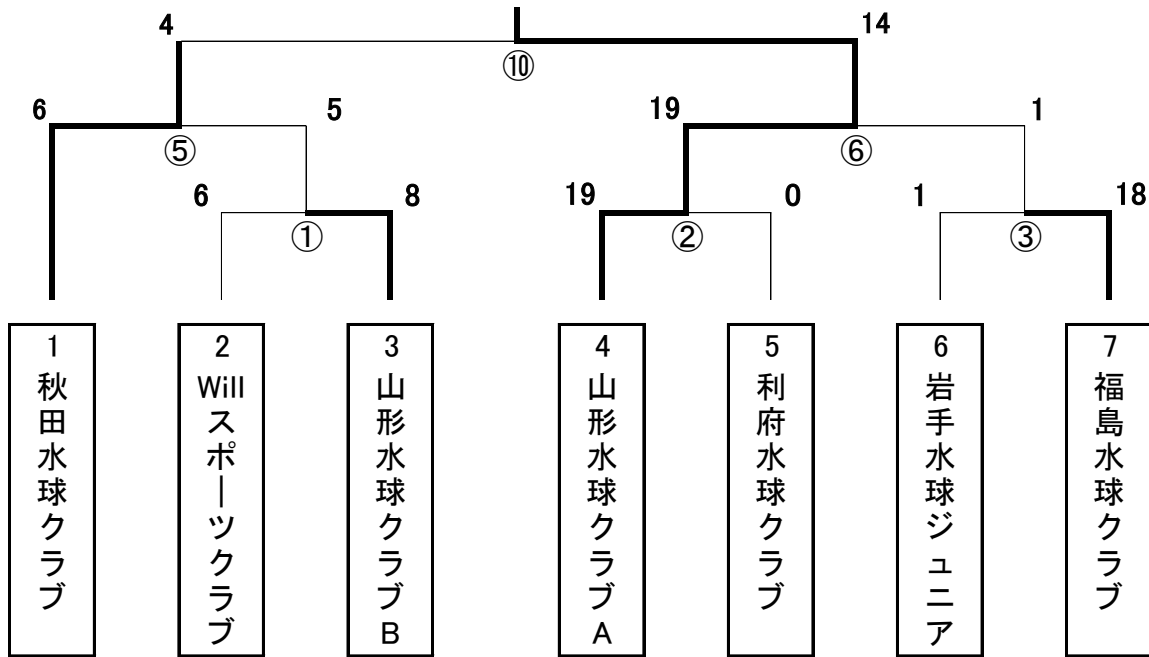 4 14
⑩
6 5 19 1
⑤ ⑥
6 8 19 0 1 18
① ② ③
1 秋田水球クラブ
2 Willスポーツクラブ
3 山形水球クラブB
4 山形水球クラブA
5 利府水球クラブ
6 岩手水球ジュニア
7 福島水球クラブ